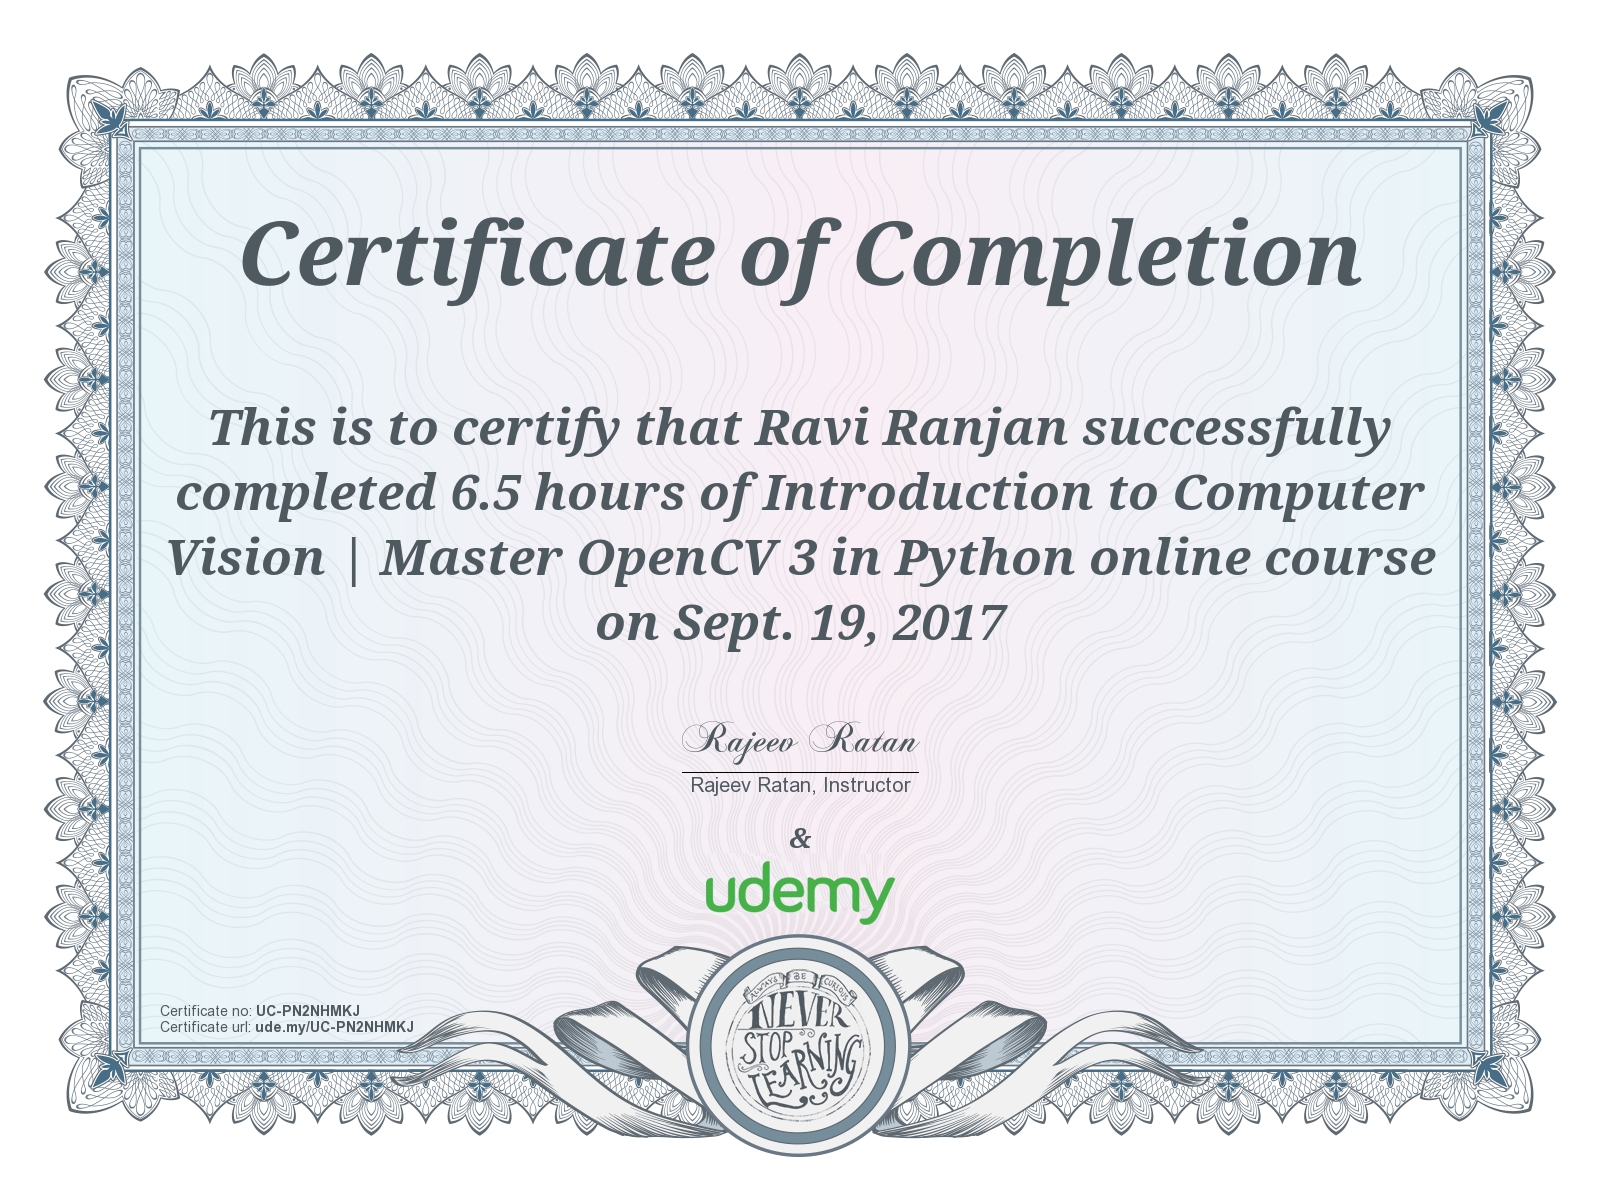 Certificate of Completion
This is to certify that Ravi Ranjan successfully
completed 6.5 hours of Introduction to Computer
Vision | Master OpenCV 3 in Python online course
on Sept. 19, 2017
Rajeev Ratan
Rajeev Ratan, Instructor
&
udemy
Certificate no: UC-PN2NHMKJ
Certificate url: ude.my/UC-PN2NHMKJ
ALWAYS BE CURIOUS
NEVER
STOP
LEARNING